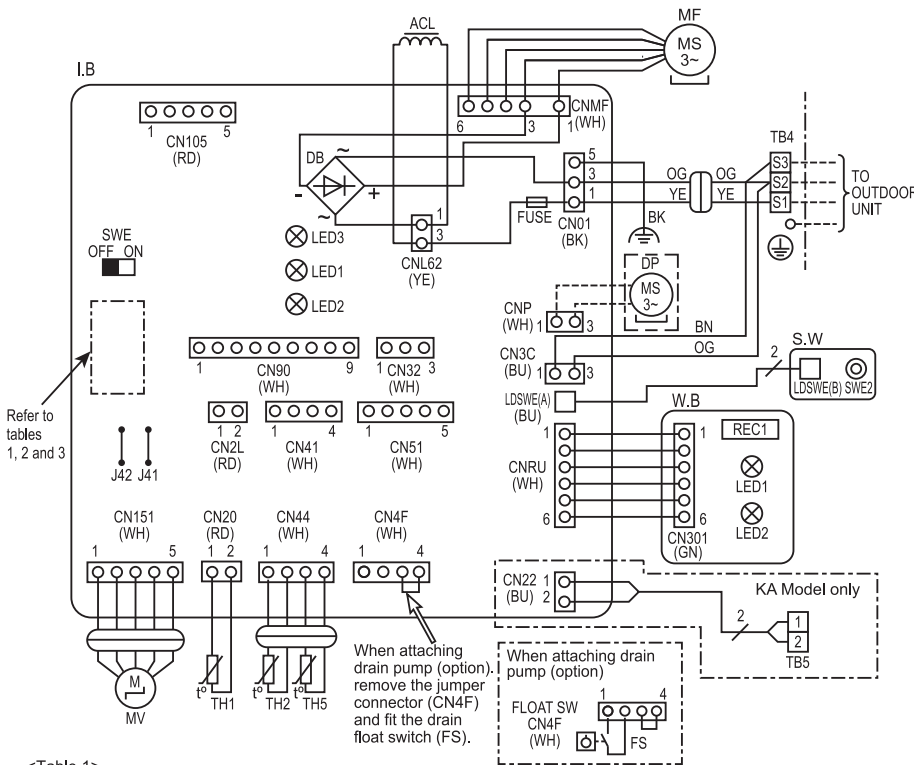 ACL
MF
MS
3~
I.B
CNMF
(WH)
6 3 1
1 5
CN105
(RD)
DB
~
- +
~
5
3
1
OG OG
YE YE
TB4
S3
S2
S1
TO
OUTDOOR
UNIT
FUSE
CN01
(BK)
BK
1
3
CNL62
(YE)
LED3
LED1
LED2
SWE
OFF ON
DP
MS
3~
CNP
(WH) 1 3
BN
OG
CN3C
(BU) 1 3
S.W
2
LDSWE(B) SWE2
LDSWE(A)
(BU)
W.B
1 9
CN90
(WH)
1 3
CN32
(WH)
Refer to
tables
1, 2 and 3
1 2
CN2L
(RD)
1 4
CN41
(WH)
1 5
CN51
(WH)
1
CNRU
(WH)
6
1
6
CN301
(GN)
REC1
LED1
LED2
J42 J41
CN151
(WH)
1 5
CN20
(RD)
1 2
CN44
(WH)
1 4
CN4F
(WH)
1 4
CN22
(BU)
1
2
KA Model only
2
1
2
TB5
M
MV
t° TH1
t° TH2
t° TH5
When attaching
drain pump (option).
remove the jumper
connector (CN4F)
and fit the drain
float switch (FS).
When attaching drain
pump (option)
1 4
FLOAT SW
CN4F
(WH)
FS
<Table 1>